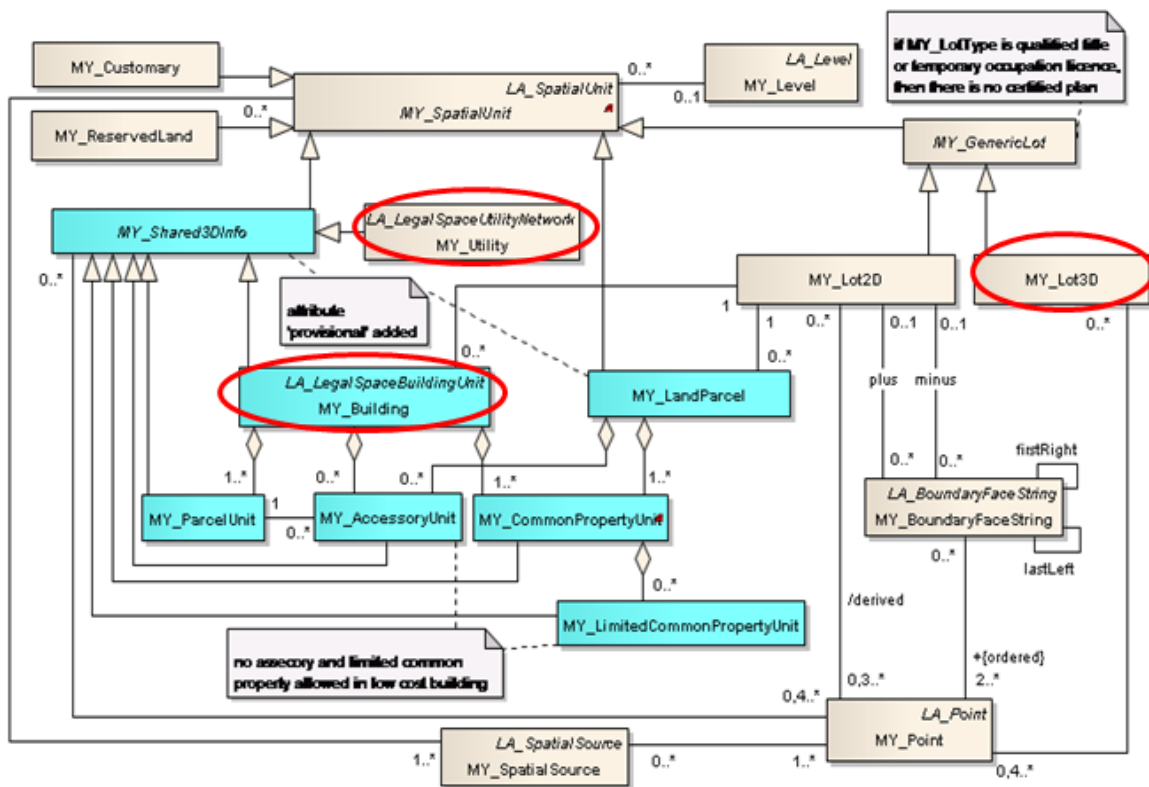 MY_Customary
0..*
MY_ReservedLand
LA_SpatialUnit
MY_SpatialUnit
0..*
0..1
LA_Level
MY_Level
if MY_LotType is qualified title
or temporary occupation licence,
then there is no certified plan
MY_GenericLot
MY_Shared3DInfo
0..*
LA_LegalSpaceUtilityNetwork
MY_Utility
attribute
'provisional' added
MY_Lot2D
MY_Lot3D
1
1
0..*
0..1
0..1
0..*
0..*
0..*
plus
minus
LA_LegalSpaceBuildingUnit
MY_Building
MY_LandParcel
1..*
0..*
1..*
0..*
1..*
0..*
0..*
firstRight
MY_ParcelUnit
1
0..*
MY_AccessoryUnit
MY_CommonPropertyUnit
LA_BoundaryFaceString
MY_BoundaryFaceString
lastLeft
0..*
0..*
MY_LimitedCommonPropertyUnit
/derived
no assecory and limited common
property allowed in low cost building
+{ordered}
2..*
0,3..*
0,4..*
LA_Point
MY_Point
1..*
LA_SpatialSource
MY_SpatialSource
0..*
1..*
0,4..*